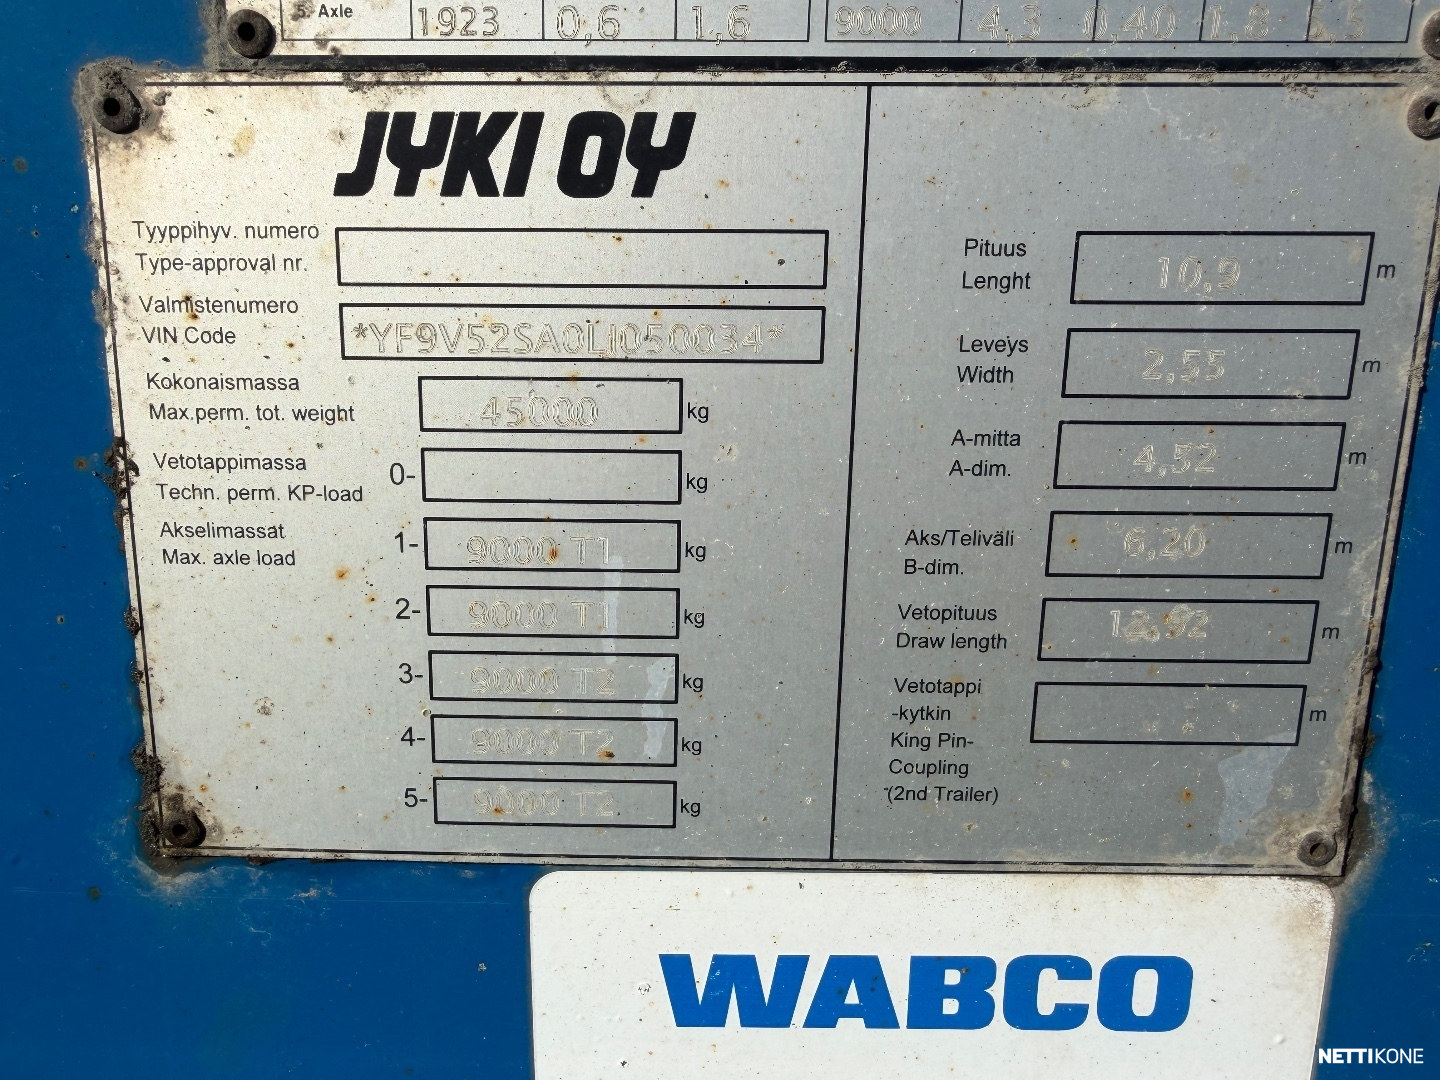 5. Axle 1923 0,6 1,6 9000 4,3 0,40 1,8 5,5
JYKI OY
Tyyppihyv. numero
Type-approval nr.
Valmistenumero
VIN Code
*YF9V52SA0LJ050034*
Kokonaismassa
Max.perm. tot. weight
45000 kg
Vetotappimassa
Techn. perm. KP-load
0- kg
Akselimassat
Max. axle load
1- 9000 T1 kg
2- 9000 T1 kg
3- 9000 T2 kg
4- 9000 T2 kg
5- 9000 T2 kg
Pituus
Lenght
10,9 m
Leveys
Width
2,55 m
A-mitta
A-dim.
4,52 m
Aks/Teliväli
B-dim.
6,20 m
Vetopituus
Draw length
m
Vetotappi
-kytkin
King Pin-
Coupling
(2nd Trailer)
m
WABCO
NETTIKONE